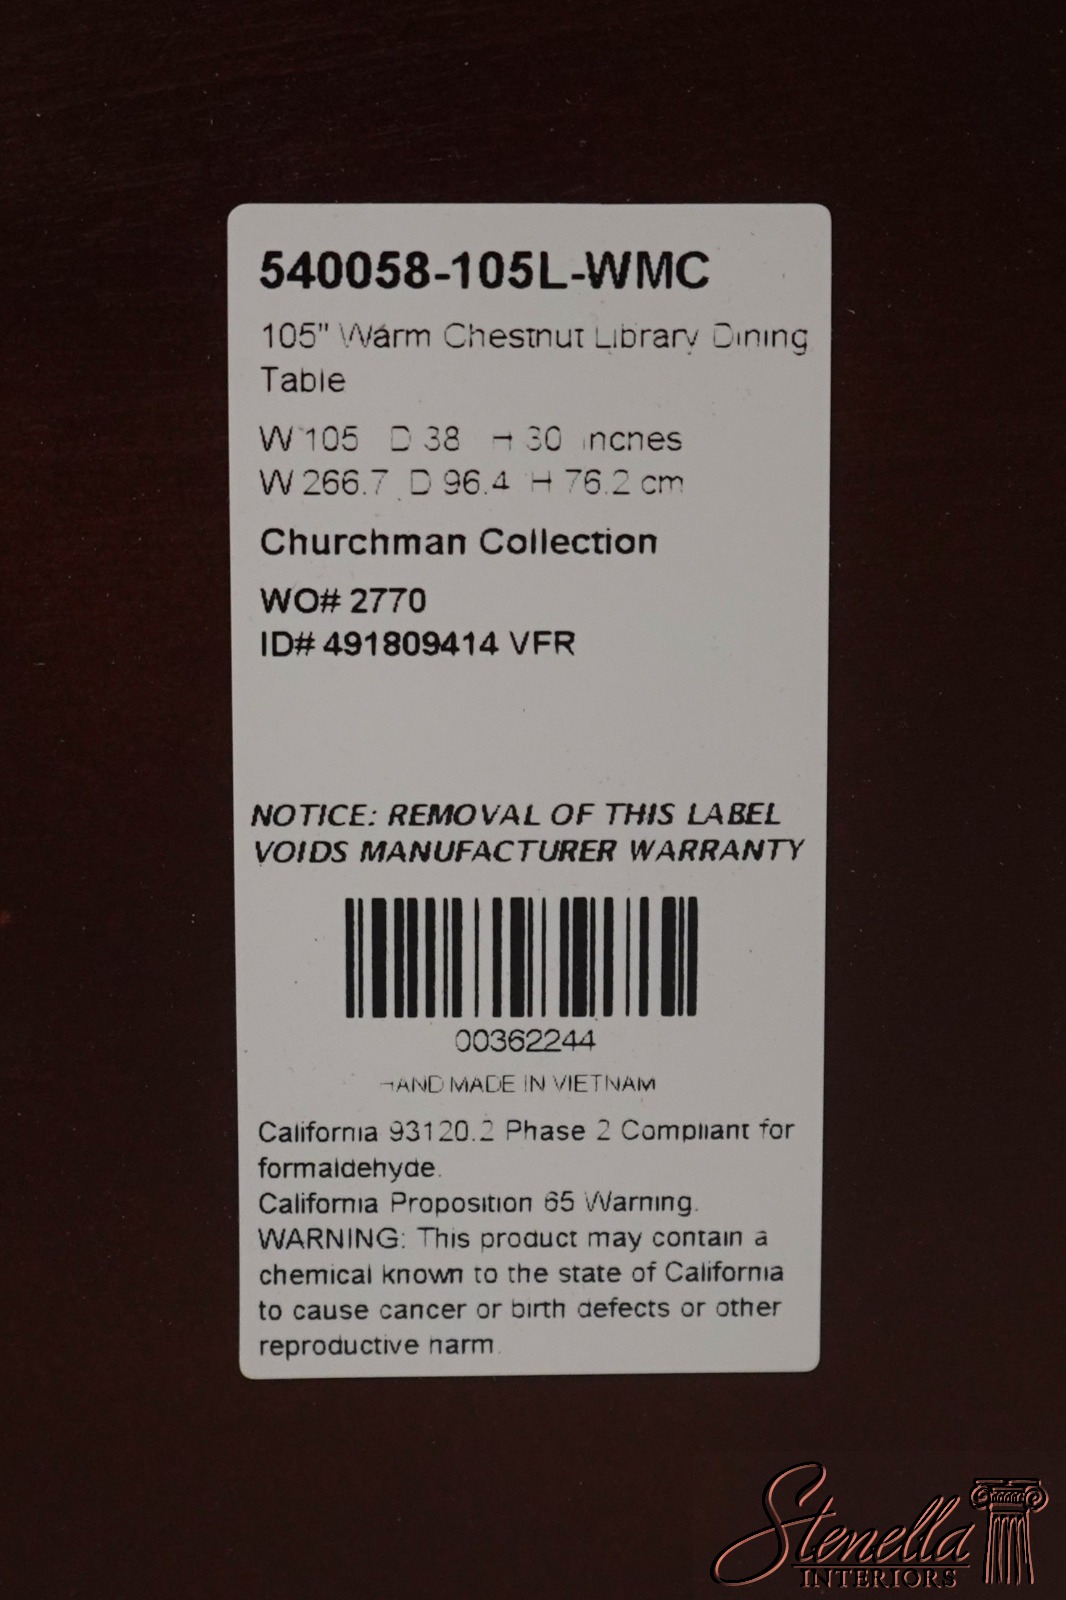 540058-105L-WMC
105" Warm Chestnut Library Dining
Table
W 105 D 38 H 30 inches
W 266.7 D 96.4 H 76.2 cm
Churchman Collection
WO# 2770
ID# 491809414 VFR
NOTICE: REMOVAL OF THIS LABEL
VOIDS MANUFACTURER WARRANTY
00362244
HAND MADE IN VIETNAM
California 93120.2 Phase 2 Compliant for
formaldehyde.
California Proposition 65 Warning.
WARNING: This product may contain a
chemical known to the state of California
to cause cancer or birth defects or other
reproductive harm.
Stenella
INTERIORS